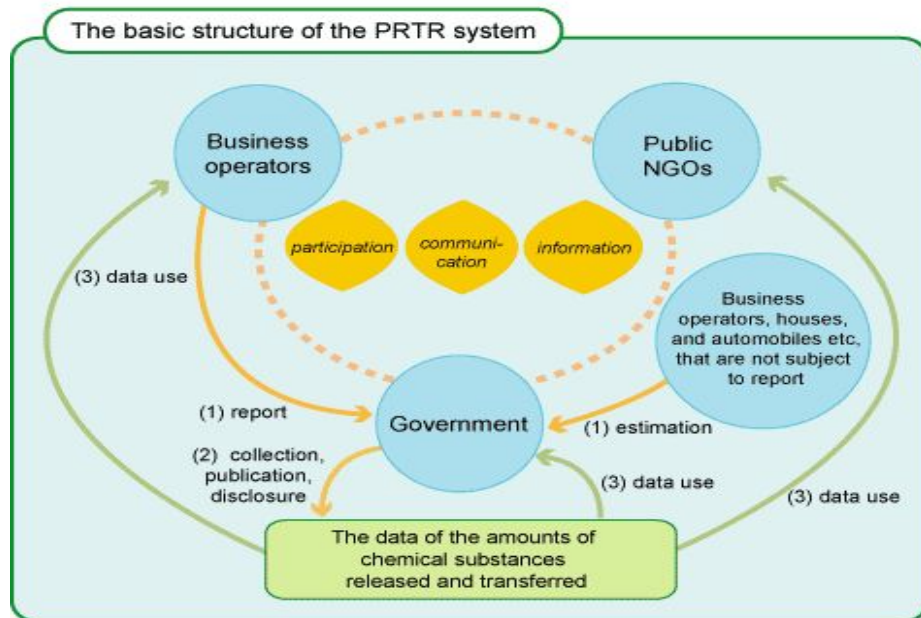 The basic structure of the PRTR system
Business
operators
Public
NGOs
participation
communi-
cation
information
(3) data use
Business
operators, houses,
and automobiles etc,
that are not subject
to report
(1) report
Government
(1) estimation
(2) collection,
publication,
disclosure
(3) data use
(3) data use
The data of the amounts of
chemical substances
released and transferred